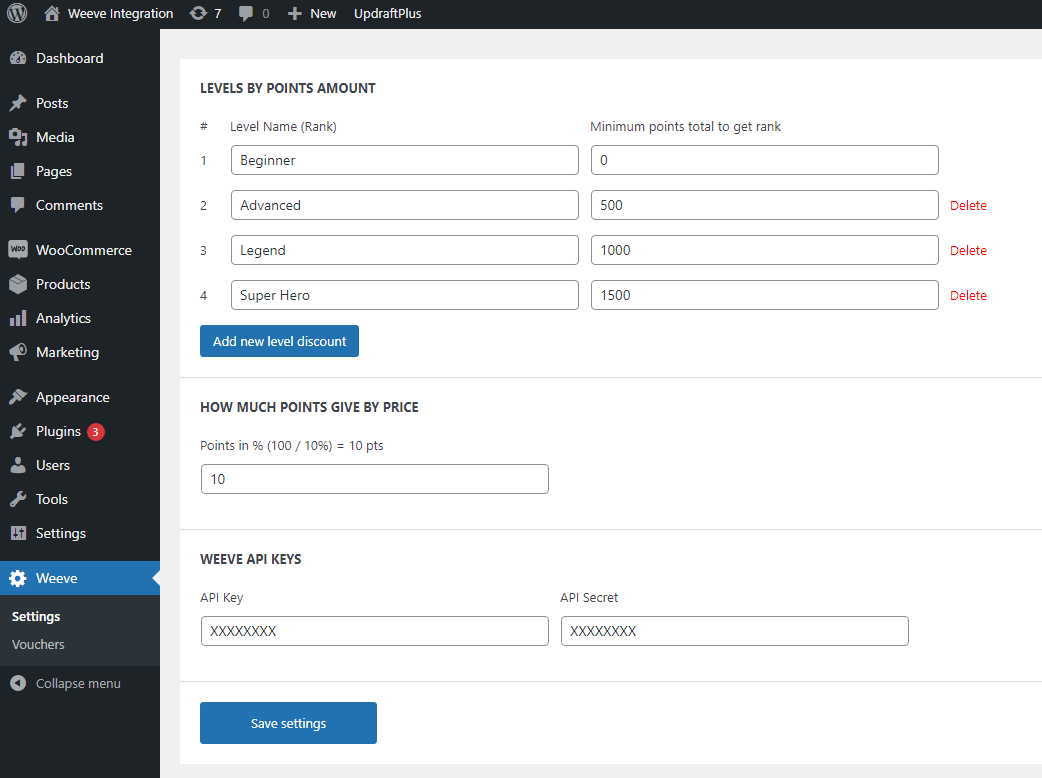 Weeve Integration 7 0 New UpdraftPlus
Dashboard
Posts
Media
Pages
Comments
WooCommerce
Products
Analytics
Marketing
Appearance
Plugins 3
Users
Tools
Settings
Weeve
Settings
Vouchers
Collapse menu
LEVELS BY POINTS AMOUNT
# Level Name (Rank) Minimum points total to get rank
1 Beginner 0
2 Advanced 500 Delete
3 Legend 1000 Delete
4 Super Hero 1500 Delete
Add new level discount
HOW MUCH POINTS GIVE BY PRICE
Points in % (100 / 10%) = 10 pts
10
WEEVE API KEYS
API Key API Secret
XXXXXXXX XXXXXXXX
Save settings